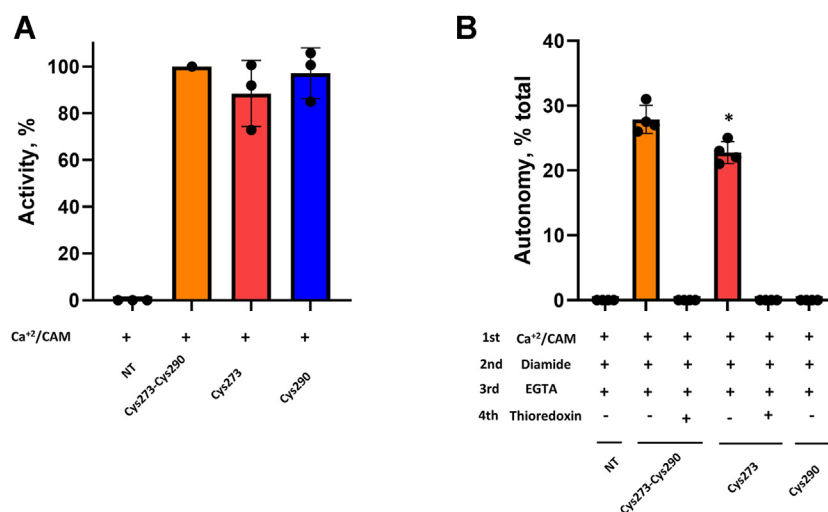 A
Activity, %
100
80
60
40
20
0
Ca⁺²/CAM + + + +
NT
Cys273-Cys290
Cys273
Cys290
B
Autonomy, % total
40
30
20
10
0
*
1st Ca⁺²/CAM + + + + + +
2nd Diamide + + + + + +
3rd EGTA + + + + + +
4th Thioredoxin - - + - + -
NT
Cys273-Cys290
Cys273
Cys290